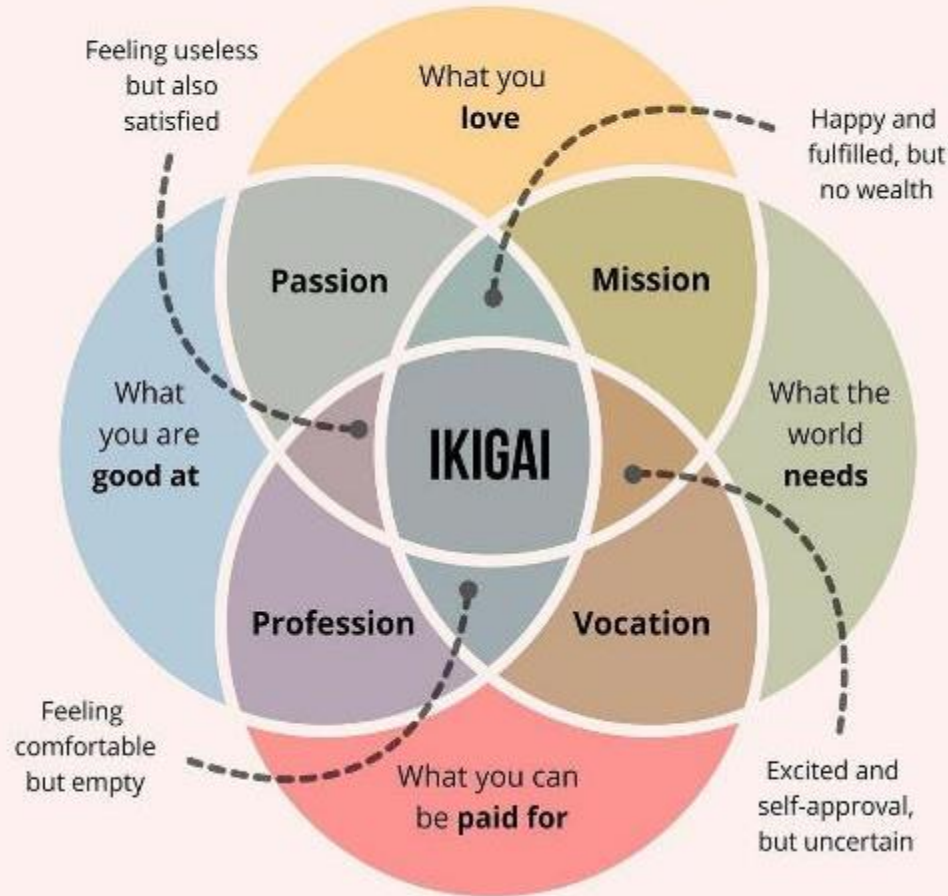 Feeling useless
but also
satisfied
What you
love
Happy and
fulfilled, but
no wealth
Passion
Mission
What
you are
good at
IKIGAI
What the
world
needs
Profession
Vocation
Feeling
comfortable
but empty
What you can
be paid for
Excited and
self-approval,
but uncertain